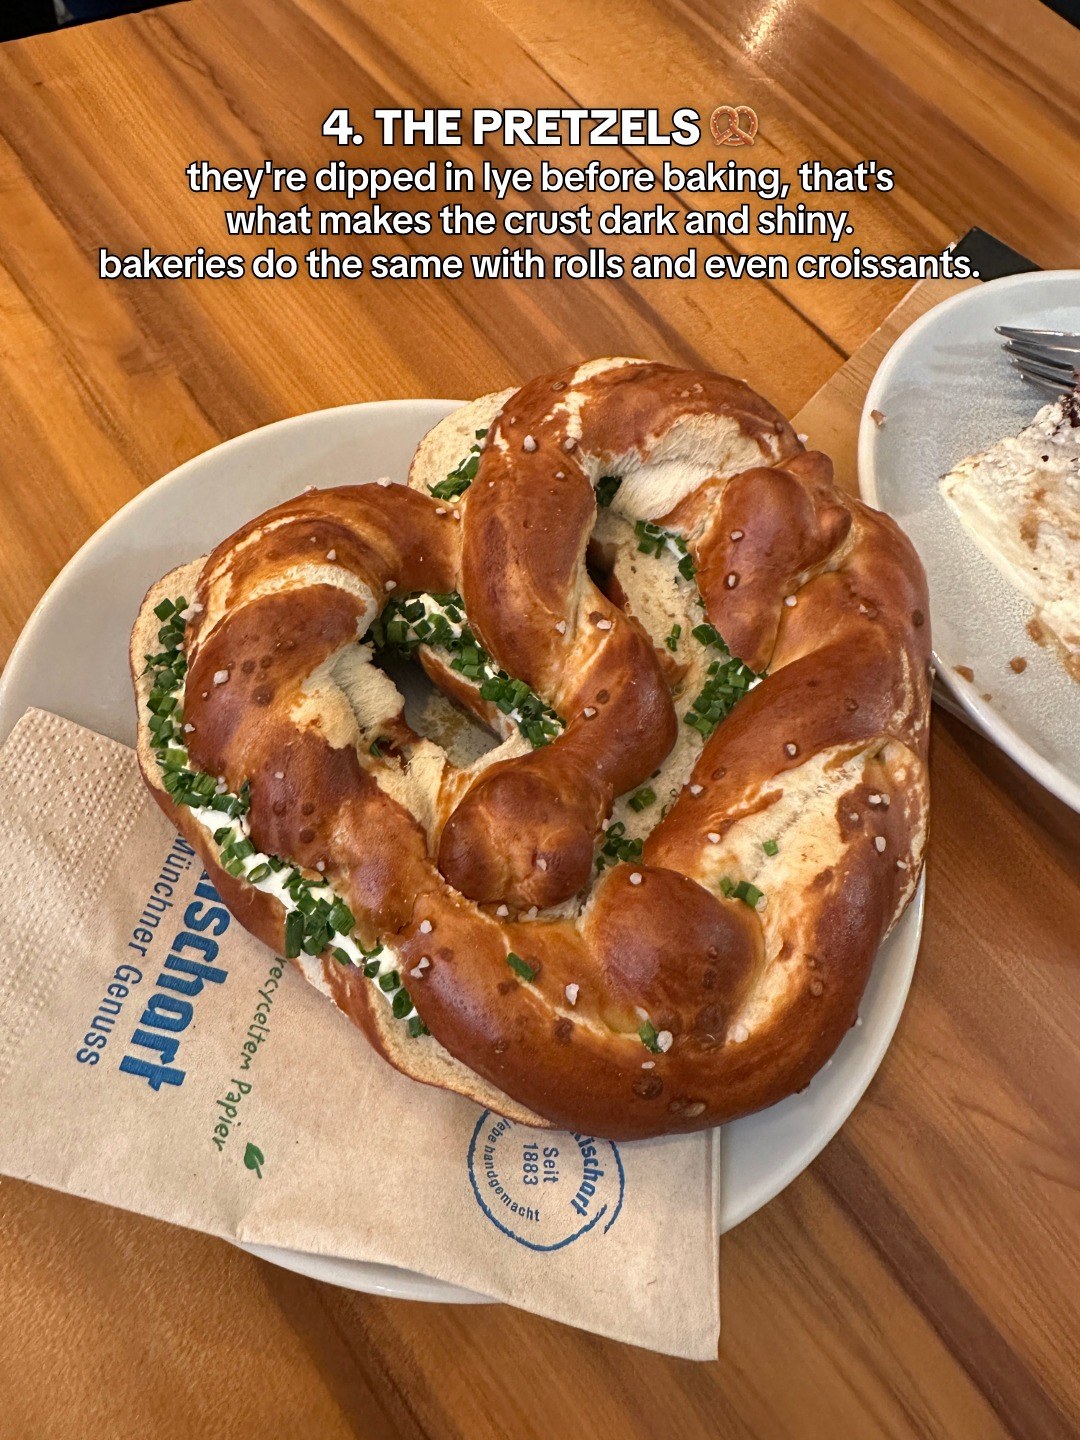 4. THE PRETZELS 🥨
they're dipped in lye before baking, that's
what makes the crust dark and shiny.
bakeries do the same with rolls and even croissants.
Münchner Genuss
recyceltem Papier
Seit
1883
handgemacht